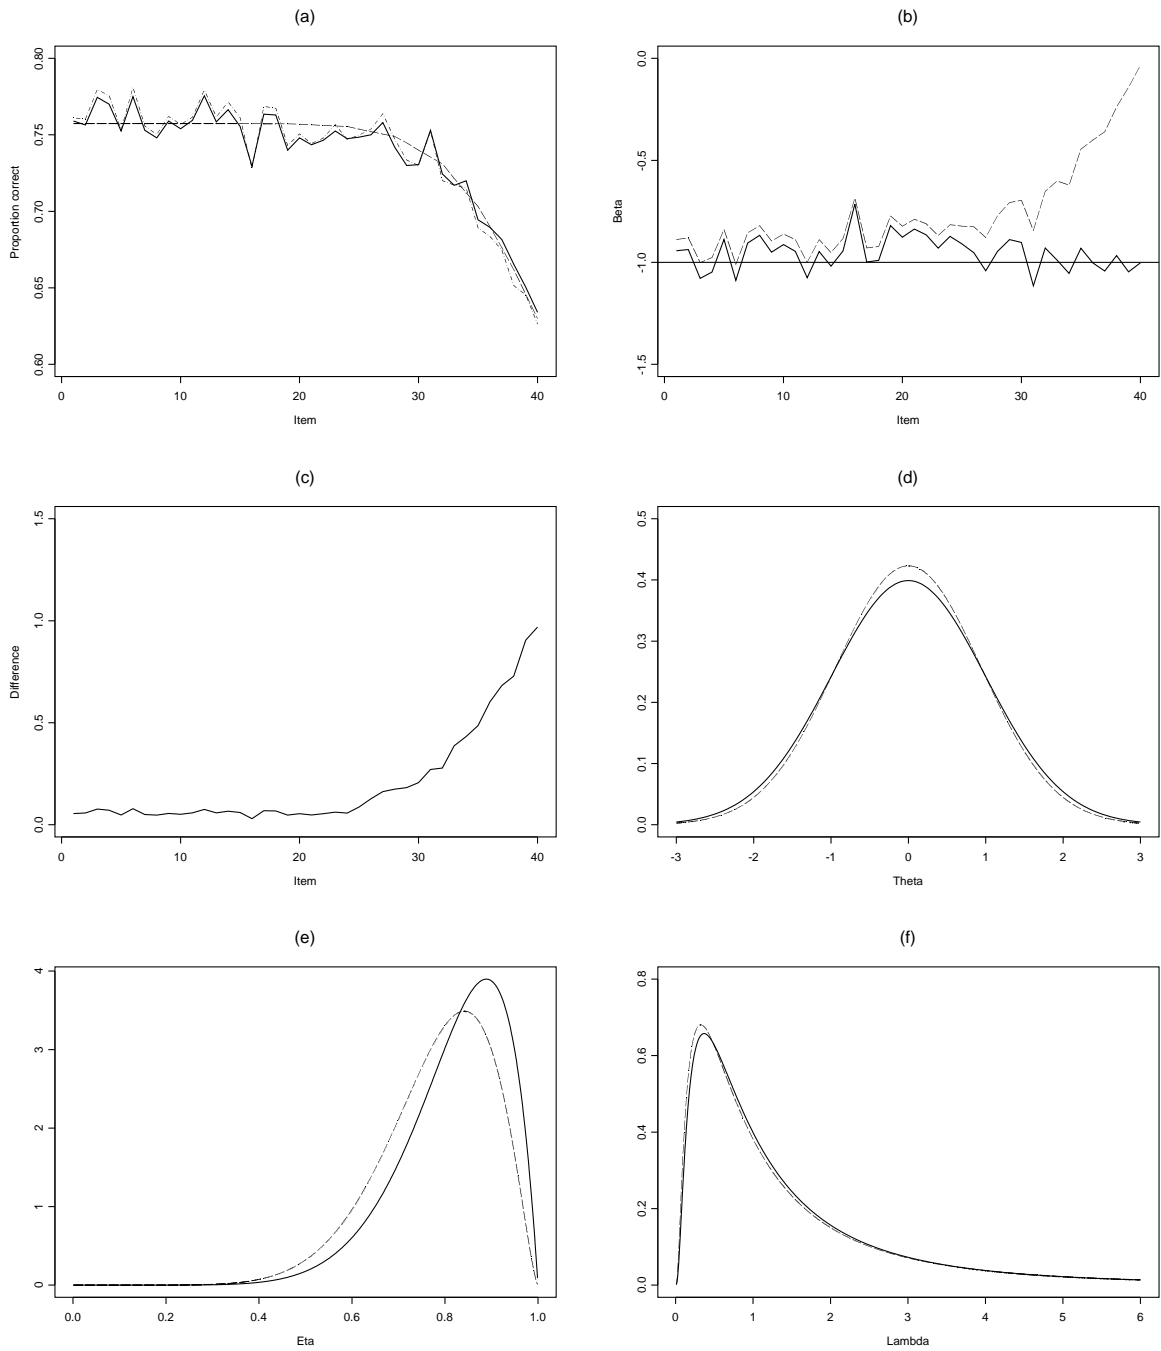 (a)
Proportion correct
0.80
0.75
0.70
0.65
0.60
0 10 20 30 40
Item
(b)
Beta
0.0
-0.5
-1.0
-1.5
0 10 20 30 40
Item
(c)
Difference
1.5
1.0
0.5
0.0
0 10 20 30 40
Item
(d)
0.5
0.4
0.3
0.2
0.1
0.0
-3 -2 -1 0 1 2 3
Theta
(e)
4
3
2
1
0
0.0 0.2 0.4 0.6 0.8 1.0
Eta
(f)
0.8
0.6
0.4
0.2
0.0
0 1 2 3 4 5 6
Lambda